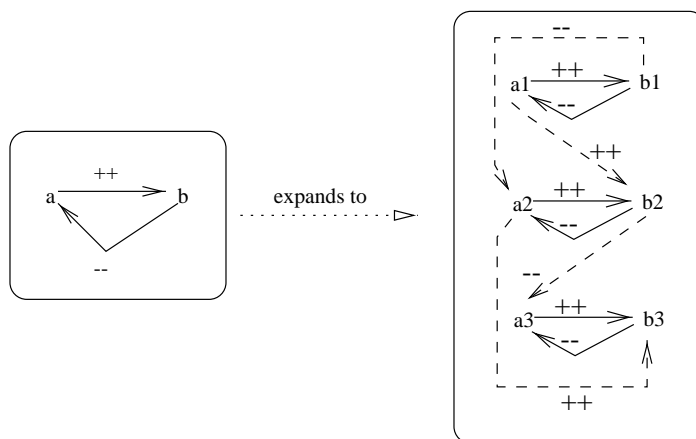 ++
a b
--
expands to
--
++
a1 b1
--
++
++
a2 b2
--
--
++
a3 b3
--
++